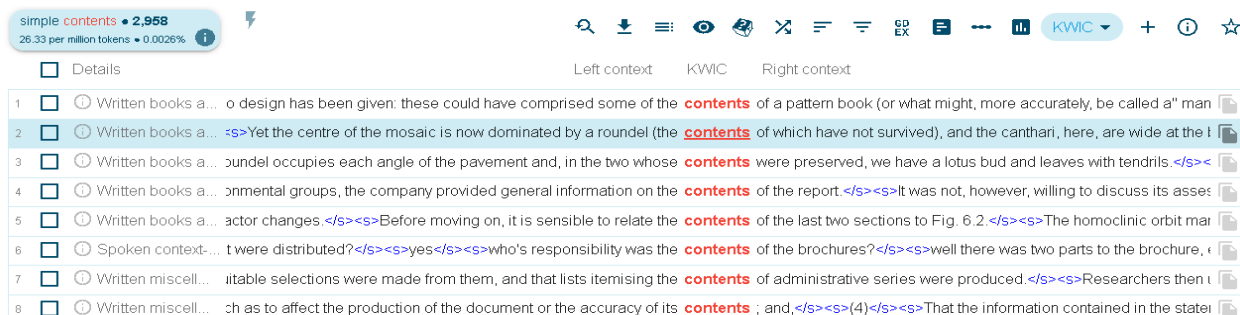 simple contents • 2,958
26.33 per million tokens • 0.0026%
GD EX
KWIC
Details Left context KWIC Right context
1 Written books a... o design has been given: these could have comprised some of the contents of a pattern book (or what might, more accurately, be called a" man
2 Written books a... <s>Yet the centre of the mosaic is now dominated by a roundel (the contents of which have not survived), and the canthari, here, are wide at the
3 Written books a... oundel occupies each angle of the pavement and, in the two whose contents were preserved, we have a lotus bud and leaves with tendrils.</s><
4 Written books a... onmental groups, the company provided general information on the contents of the report.</s><s>It was not, however, willing to discuss its asses
5 Written books a... actor changes.</s><s>Before moving on, it is sensible to relate the contents of the last two sections to Fig. 6.2.</s><s>The homoclinic orbit mar
6 Spoken context-... t were distributed?</s><s>yes</s><s>who's responsibility was the contents of the brochures?</s><s>well there was two parts to the brochure,
7 Written miscell... uitable selections were made from them, and that lists itemising the contents of administrative series were produced.</s><s>Researchers then
8 Written miscell... ch as to affect the production of the document or the accuracy of its contents ; and,</s><s>(4)</s><s>That the information contained in the stater